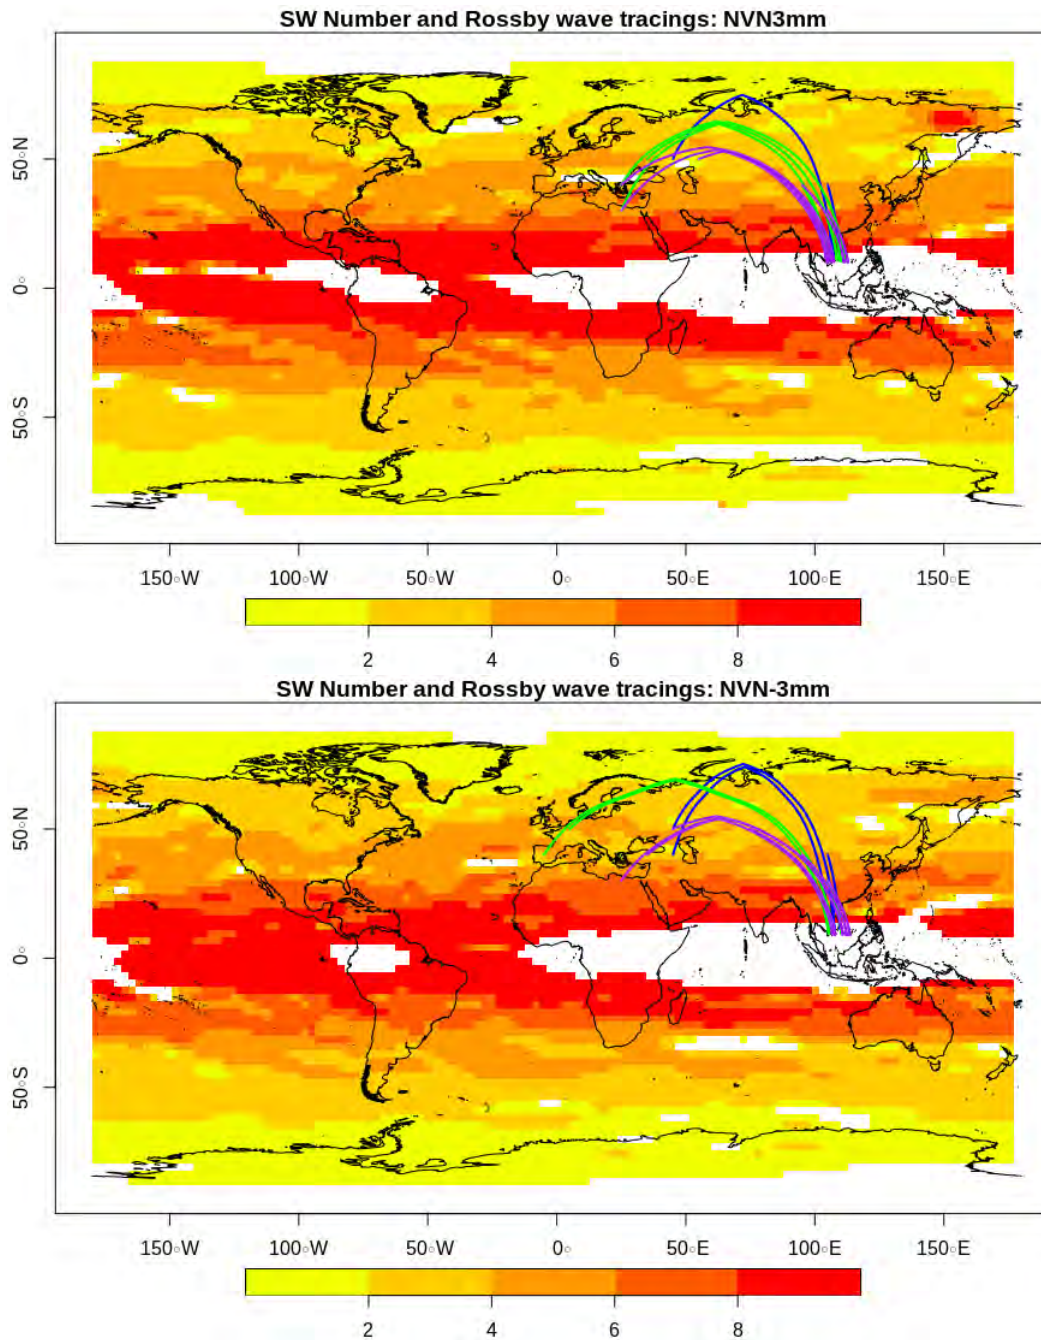 SW Number and Rossby wave tracings: NVN3mm
50°N
0°
50°S
150°W 100°W 50°W 0° 50°E 100°E 150°E
2 4 6 8
SW Number and Rossby wave tracings: NVN-3mm
50°N
0°
50°S
150°W 100°W 50°W 0° 50°E 100°E 150°E
2 4 6 8